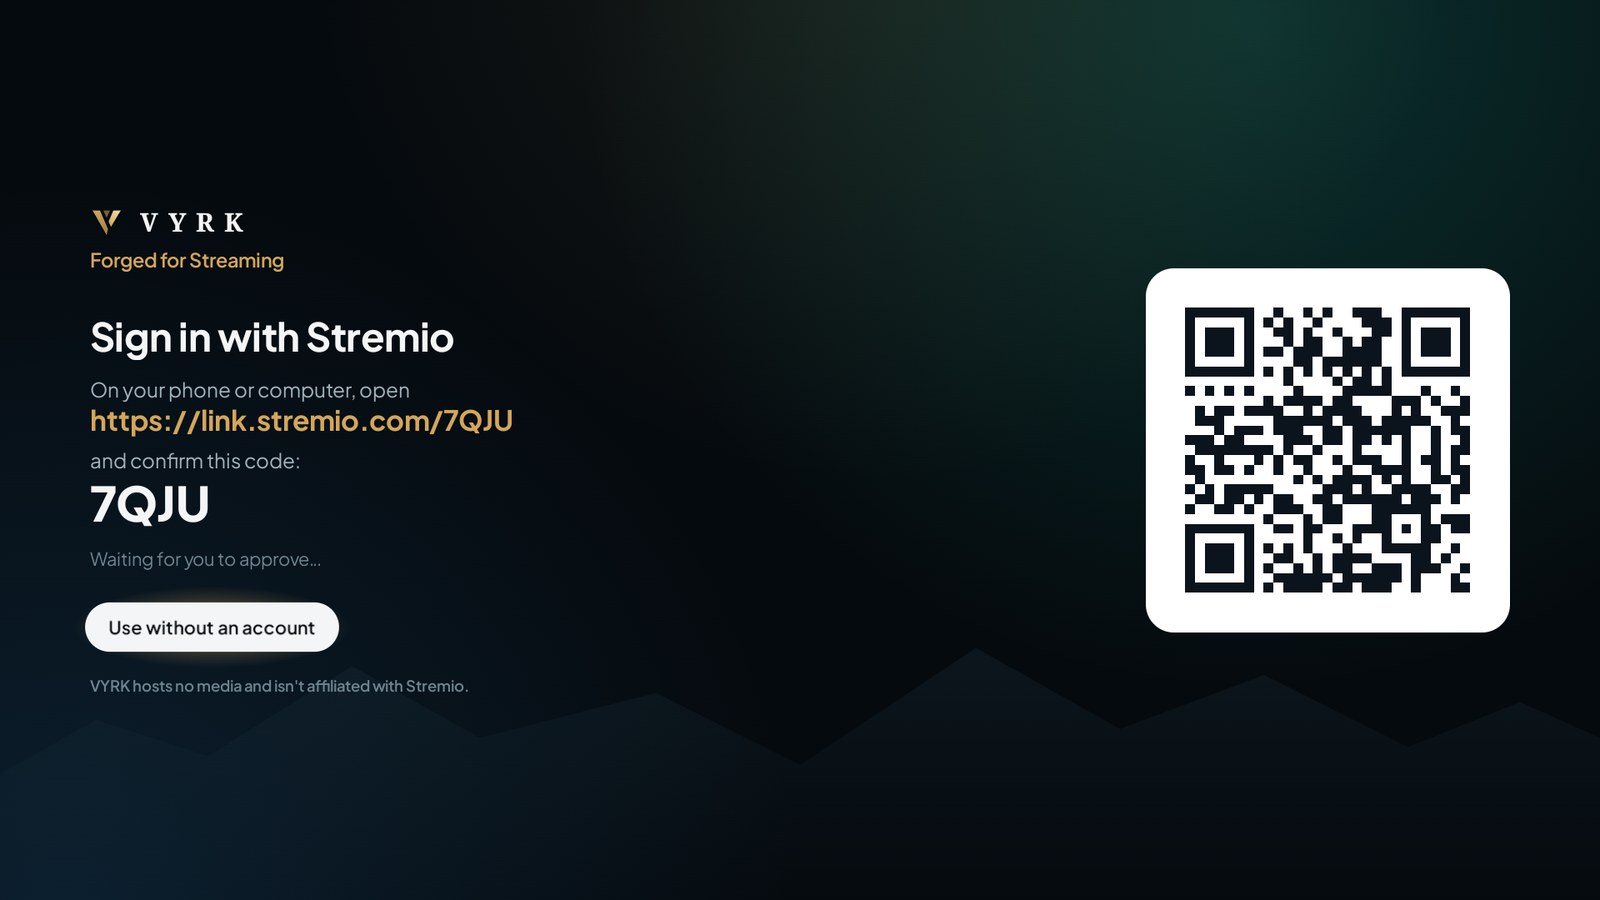 VYRK
Forged for Streaming
Sign in with Stremio
On your phone or computer, open
https://link.stremio.com/7QJU
and confirm this code:
7QJU
Waiting for you to approve...
Use without an account
VYRK hosts no media and isn't affiliated with Stremio.